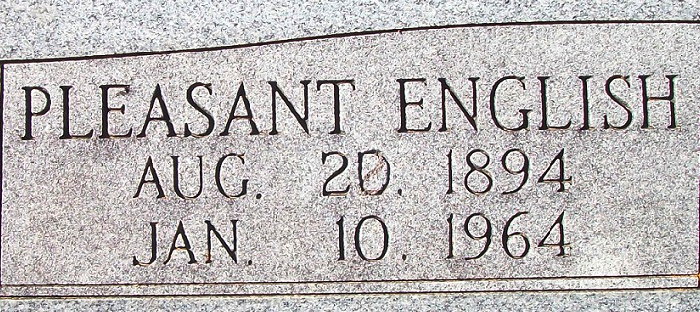 PLEASANT ENGLISH
AUG. 20. 1894
JAN. 10. 1964